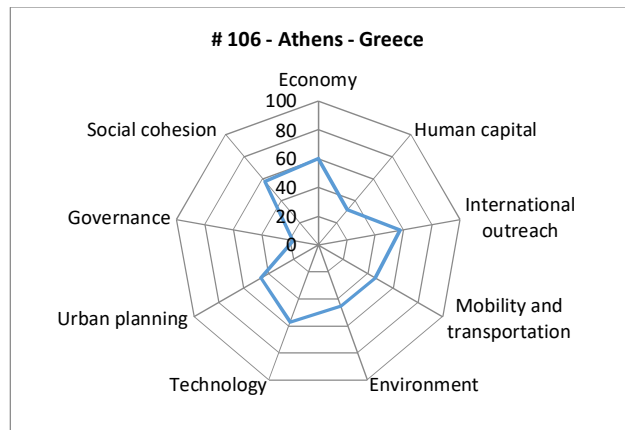 # 106 - Athens - Greece
Economy
100
80
60
40
20
0
Human capital
International
outreach
Mobility and
transportation
Environment
Technology
Urban planning
Governance
Social cohesion